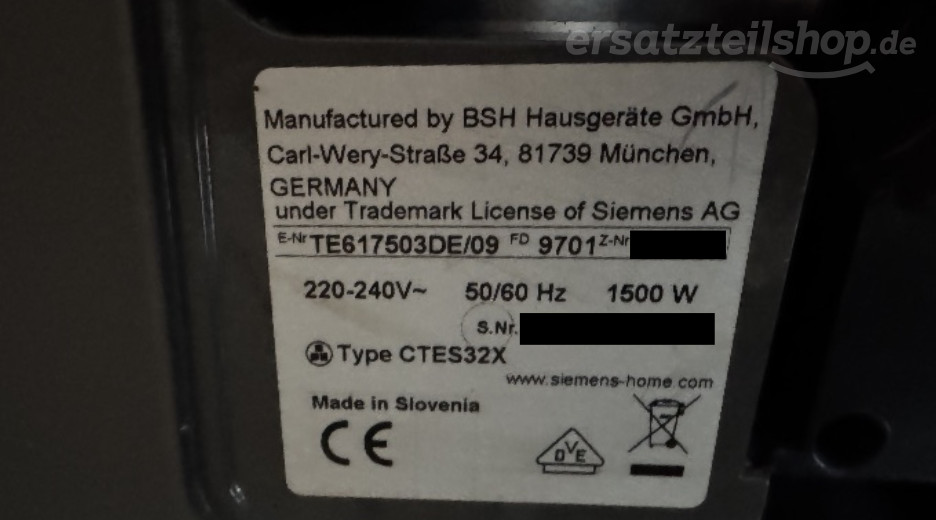 ersatzteilshop.de
Manufactured by BSH Hausgeräte GmbH,
Carl-Wery-Straße 34, 81739 München,
GERMANY
under Trademark License of Siemens AG
E-Nr TE617503DE/09 FD 9701 Z-Nr
220-240V~ 50/60 Hz 1500 W
S.Nr.
Type CTES32X
www.siemens-home.com
Made in Slovenia
CE
DVE